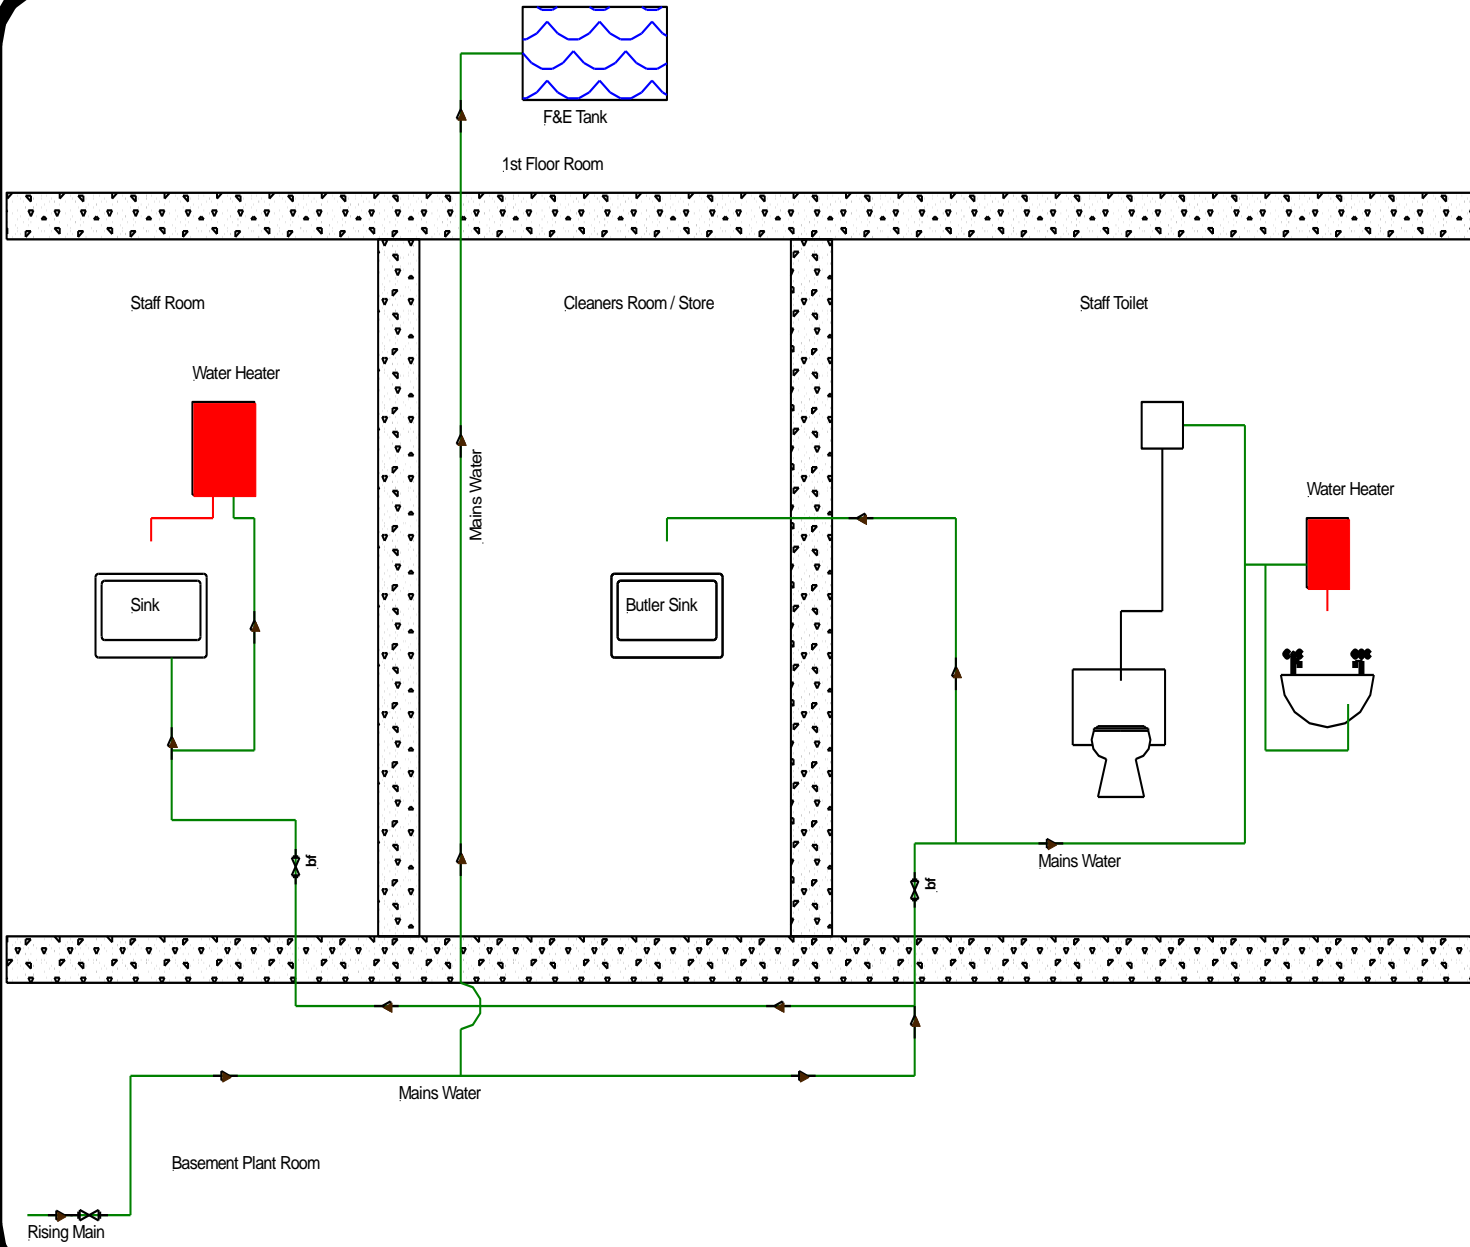 F&E Tank
1st Floor Room
Staff Room
Cleaners Room / Store
Staff Toilet
Water Heater
Mains Water
Water Heater
Sink
Butler Sink
bf
Mains Water
bf
Mains Water
Basement Plant Room
Rising Main